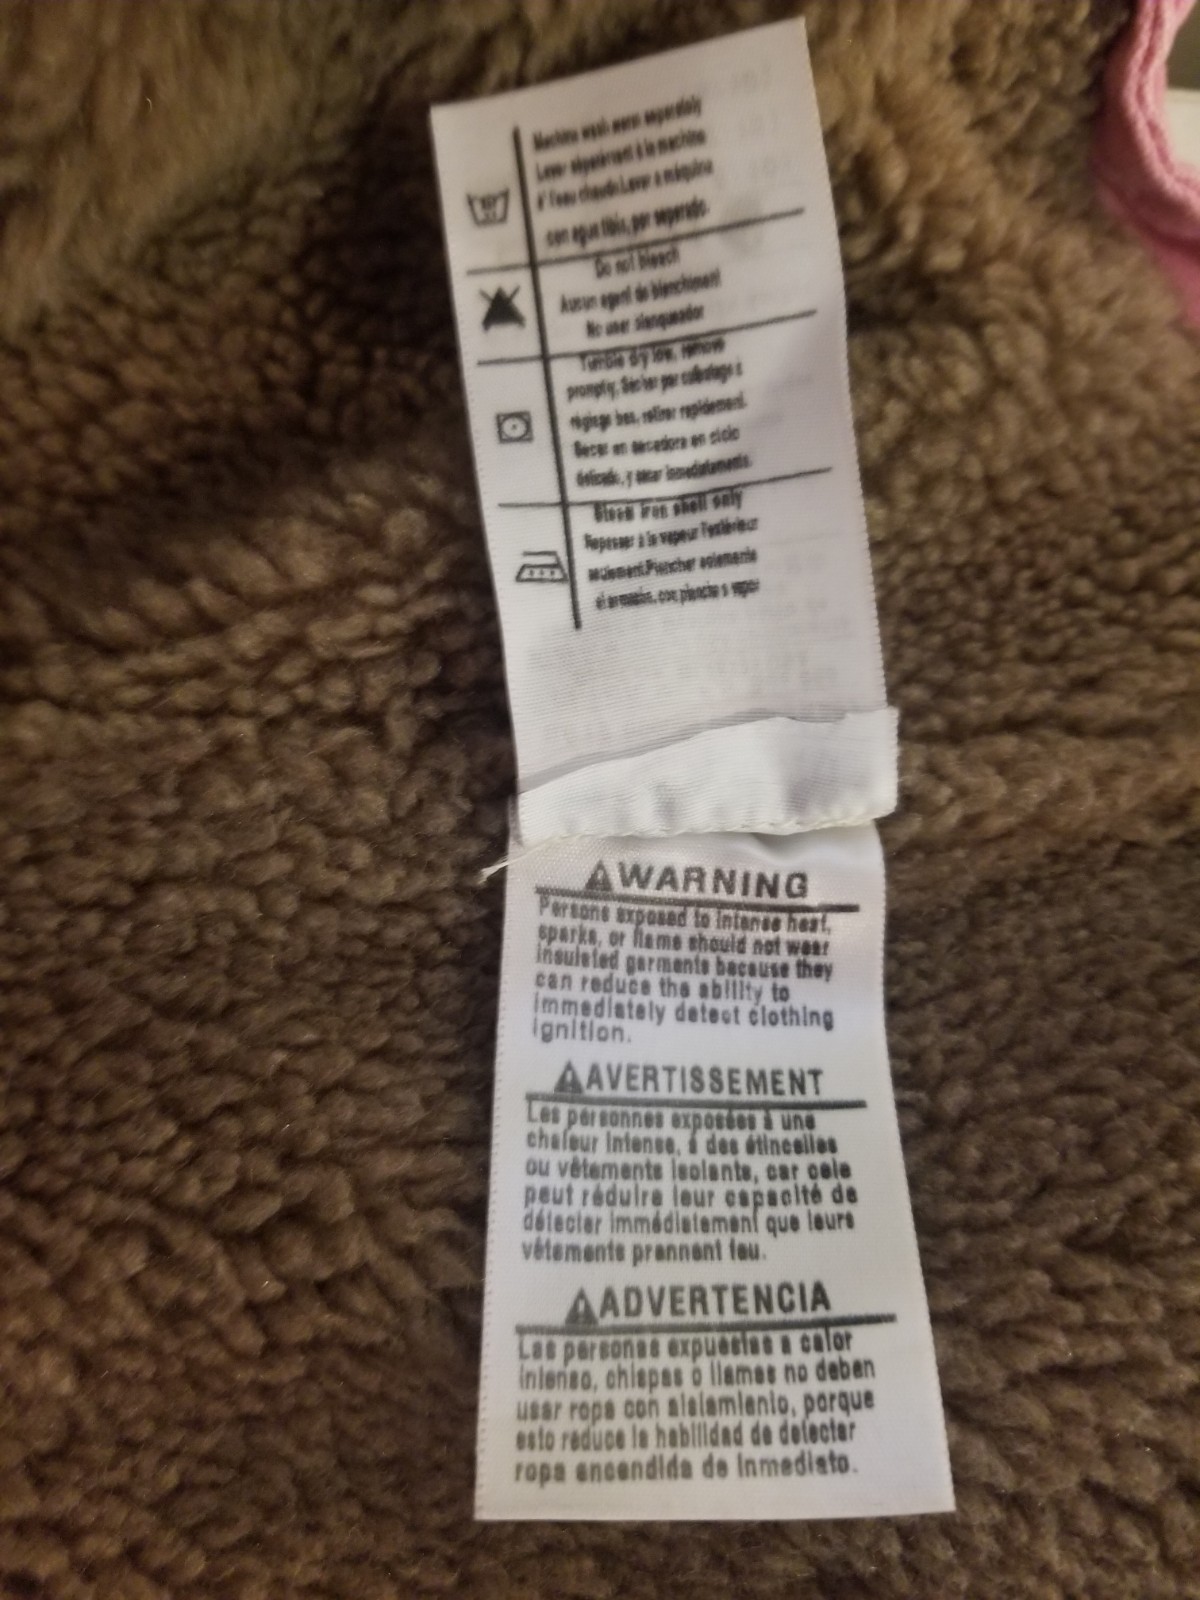 Machine wash warm separately
Laver séparément à la machine
à l'eau chaude.Lavar a máquina
con agua tibia, por separado.
Do not bleach
Aucun agent de blanchiment
No usar blanqueador
Tumble dry low, remove
promptly, Sécher par culbutage à
réglage bas, retirer rapidement.
Secar en secadora en ciclo
delicado, y sacar inmediatamente.
Steam iron shell only
Repasser à la vapeur l'extérieur
seulement.Planchar solamente
el armazón, con plancha a vapor
WARNING
Persons exposed to intense heat,
sparks, or flame should not wear
insulated garments because they
can reduce the ability to
immediately detect clothing
ignition.
AVERTISSEMENT
Les personnes exposées à une
chaleur intense, à des étincelles
ou vêtements isolants, car cela
peut réduire leur capacité de
détecter immédiatement que leurs
vêtements prennent feu.
ADVERTENCIA
Las personas expuestas a calor
intenso, chispas o llamas no deben
usar ropa con aislamiento, porque
esto reduce la habilidad de detectar
ropa encendida de inmediato.